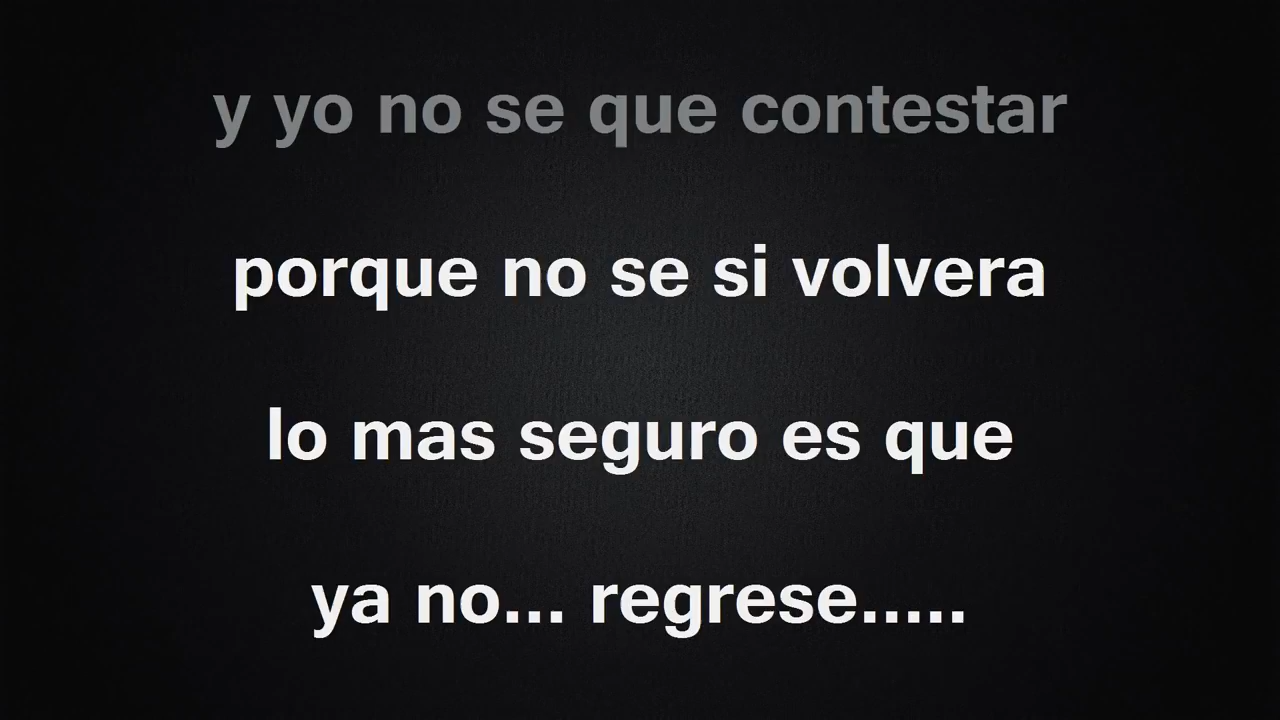 y yo no se que contestar
porque no se si volvera
lo mas seguro es que
ya no... regrese.....